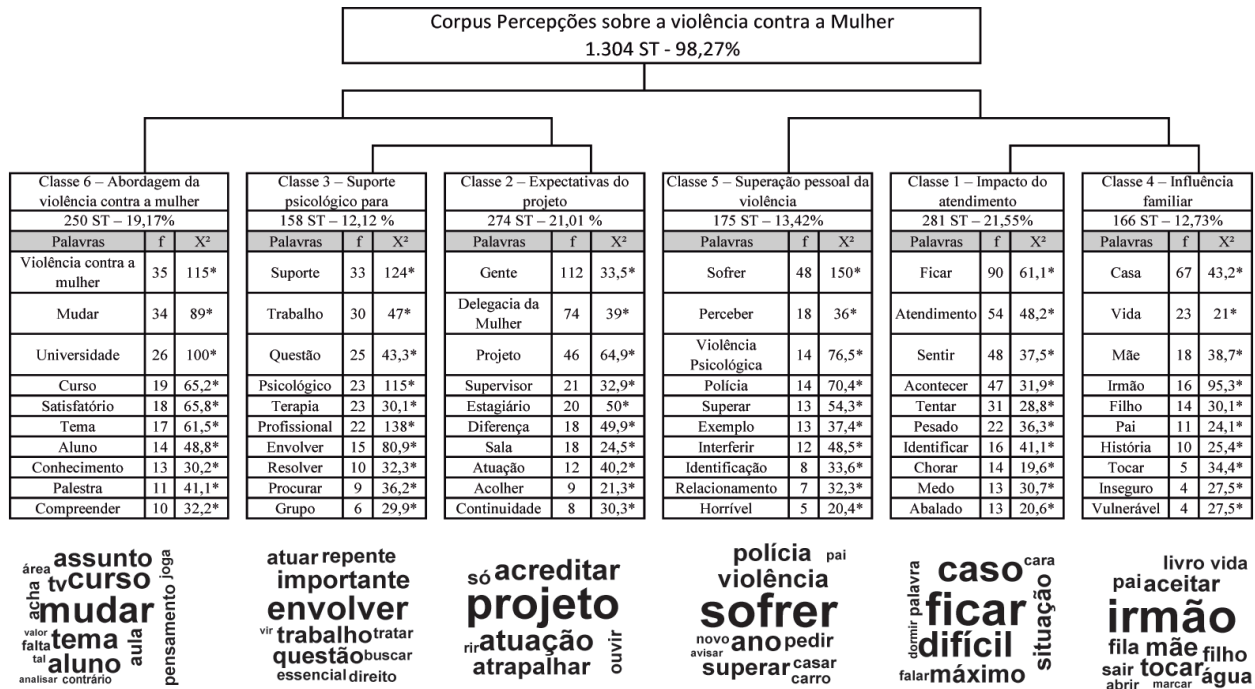 Corpus Percepções sobre a violência contra a Mulher
1.304 ST - 98,27%
Classe 6 – Abordagem da
violência contra a mulher
250 ST – 19,17%
Palavras f X²
Violência contra a
mulher 35 115*
Mudar 34 89*
Universidade 26 100*
Curso 19 65,2*
Satisfatório 18 65,8*
Tema 17 61,5*
Aluno 14 48,8*
Conhecimento 13 30,2*
Palestra 11 41,1*
Compreender 10 32,2*
Classe 3 – Suporte
psicológico para
158 ST – 12,12 %
Palavras f X²
Suporte 33 124*
Trabalho 30 47*
Questão 25 43,3*
Psicológico 23 115*
Terapia 23 30,1*
Profissional 22 138*
Envolver 15 80,9*
Resolver 10 32,3*
Procurar 9 36,2*
Grupo 6 29,9*
Classe 2 – Expectativas do
projeto
274 ST – 21,01 %
Palavras f X²
Gente 112 33,5*
Delegacia da
Mulher 74 39*
Projeto 46 64,9*
Supervisor 21 32,9*
Estagiário 20 50*
Diferença 18 49,9*
Sala 18 24,5*
Atuação 12 40,2*
Acolher 9 21,3*
Continuidade 8 30,3*
Classe 5 – Superação pessoal da
violência
175 ST – 13,42%
Palavras f X²
Sofrer 48 150*
Perceber 18 36*
Violência
Psicológica 14 76,5*
Polícia 14 70,4*
Superar 13 54,3*
Exemplo 13 37,4*
Interferir 12 48,5*
Identificação 8 33,6*
Relacionamento 7 32,3*
Horrível 5 20,4*
Classe 1 – Impacto do
atendimento
281 ST – 21,55%
Palavras f X²
Ficar 90 61,1*
Atendimento 54 48,2*
Sentir 48 37,5*
Acontecer 47 31,9*
Tentar 31 28,8*
Pesado 22 36,3*
Identificar 16 41,1*
Chorar 14 19,6*
Medo 13 30,7*
Abalado 13 20,6*
Classe 4 – Influência
familiar
166 ST – 12,73%
Palavras f X²
Casa 67 43,2*
Vida 23 21*
Mãe 18 38,7*
Irmão 16 95,3*
Filho 14 30,1*
Pai 11 24,1*
História 10 25,4*
Tocar 5 34,4*
Inseguro 4 27,5*
Vulnerável 4 27,5*
assunto
área
tv curso
acha
joga
mudar
valor
falta tema
tal aluno
aula
pensamento
analisar contrário
atuar repente
importante
envolver
vir trabalho tratar
questão buscar
essencial direito
só acreditar
projeto
rir atuação
atrapalhar
ouvir
polícia pai
violência
sofrer
novo ano pedir
avisar
superar casar
carro
caso cara
palavra
ficar
dormir difícil
situação
falar máximo
livro vida
pai aceitar
irmão
fila mãe filho
sair tocar água
abrir marcar